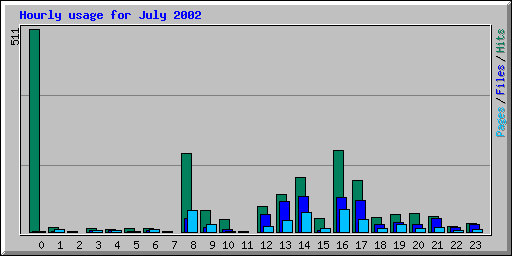 Hourly usage for July 2002
511
Pages/Files/Hits
0 1 2 3 4 5 6 7 8 9 10 11 12 13 14 15 16 17 18 19 20 21 22 23